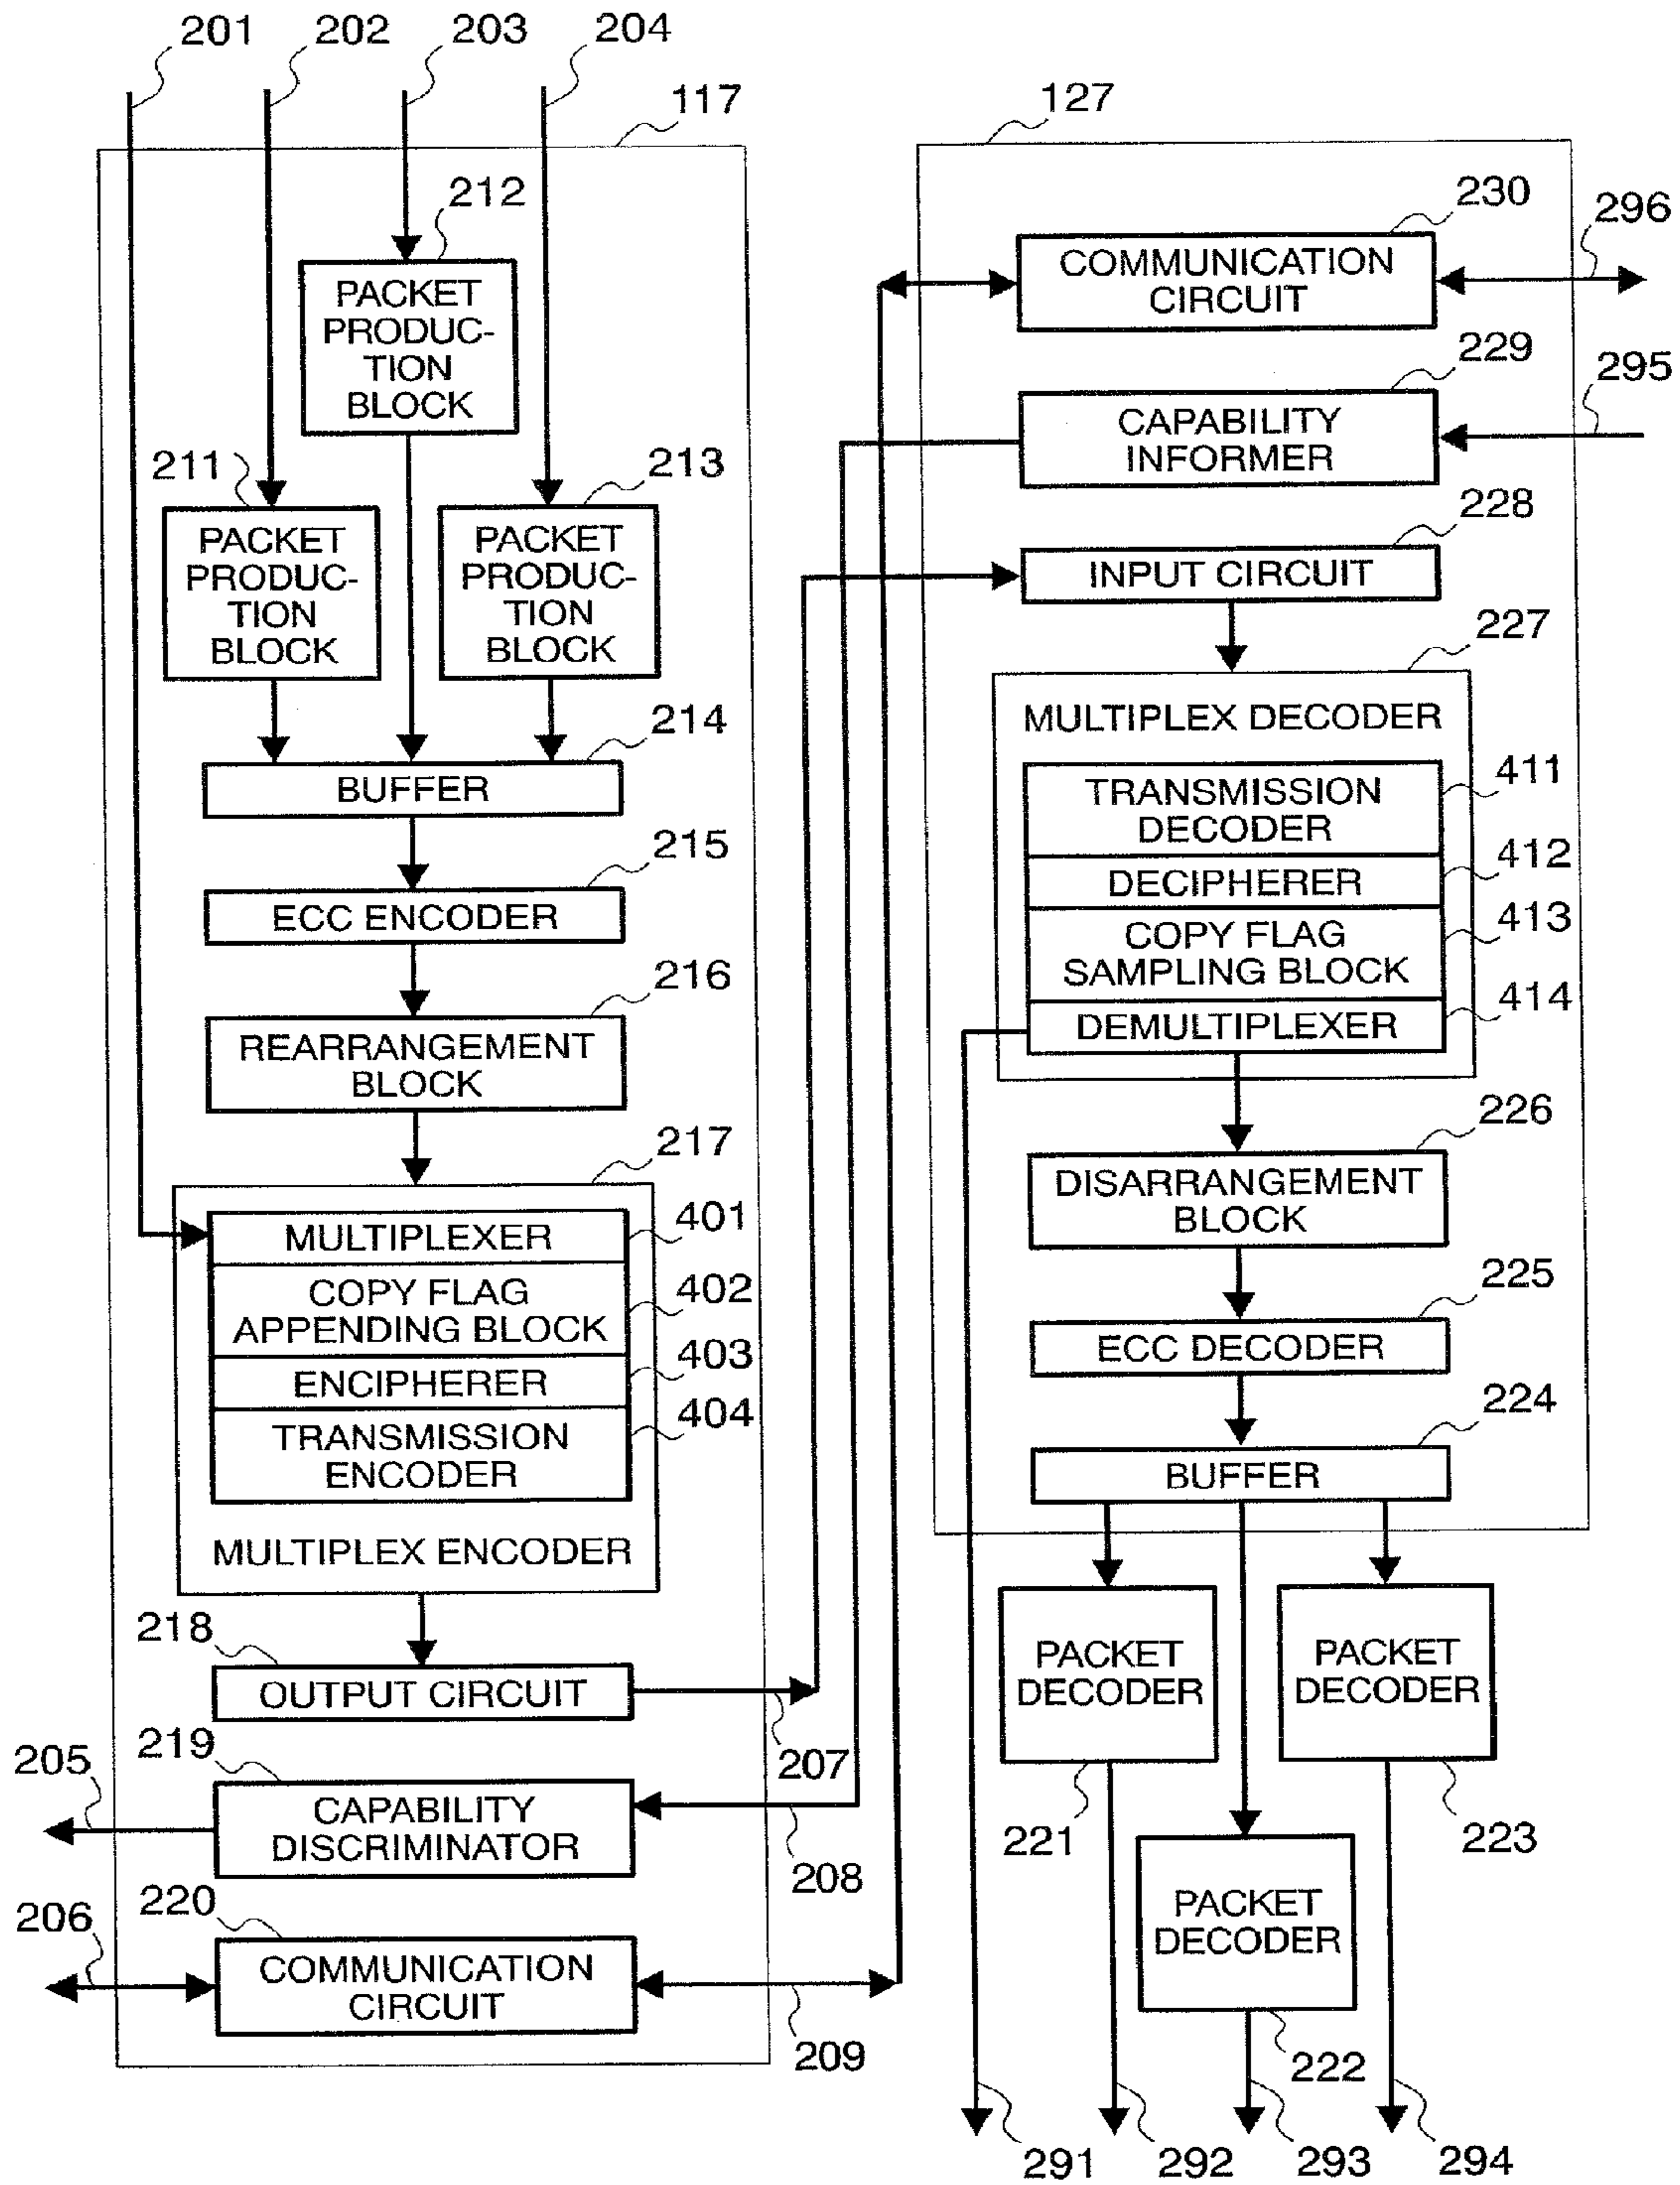 201
202
203
204
117
212
PACKET
PRODUC-
TION
BLOCK
211
PACKET
PRODUC-
TION
BLOCK
213
PACKET
PRODUC-
TION
BLOCK
214
BUFFER
215
ECC ENCODER
216
REARRANGEMENT
BLOCK
217
MULTIPLEXER
401
COPY FLAG
APPENDING BLOCK
402
ENCIPHERER
403
TRANSMISSION
ENCODER
404
MULTIPLEX ENCODER
218
OUTPUT CIRCUIT
207
219
205
CAPABILITY
DISCRIMINATOR
208
220
206
COMMUNICATION
CIRCUIT
209
127
230
COMMUNICATION
CIRCUIT
296
229
CAPABILITY
INFORMER
295
228
INPUT CIRCUIT
227
MULTIPLEX DECODER
TRANSMISSION
DECODER
411
DECIPHERER
412
COPY FLAG
SAMPLING BLOCK
413
DEMULTIPLEXER
414
226
DISARRANGEMENT
BLOCK
225
ECC DECODER
224
BUFFER
PACKET
DECODER
221
PACKET
DECODER
223
PACKET
DECODER
222
291
292
293
294